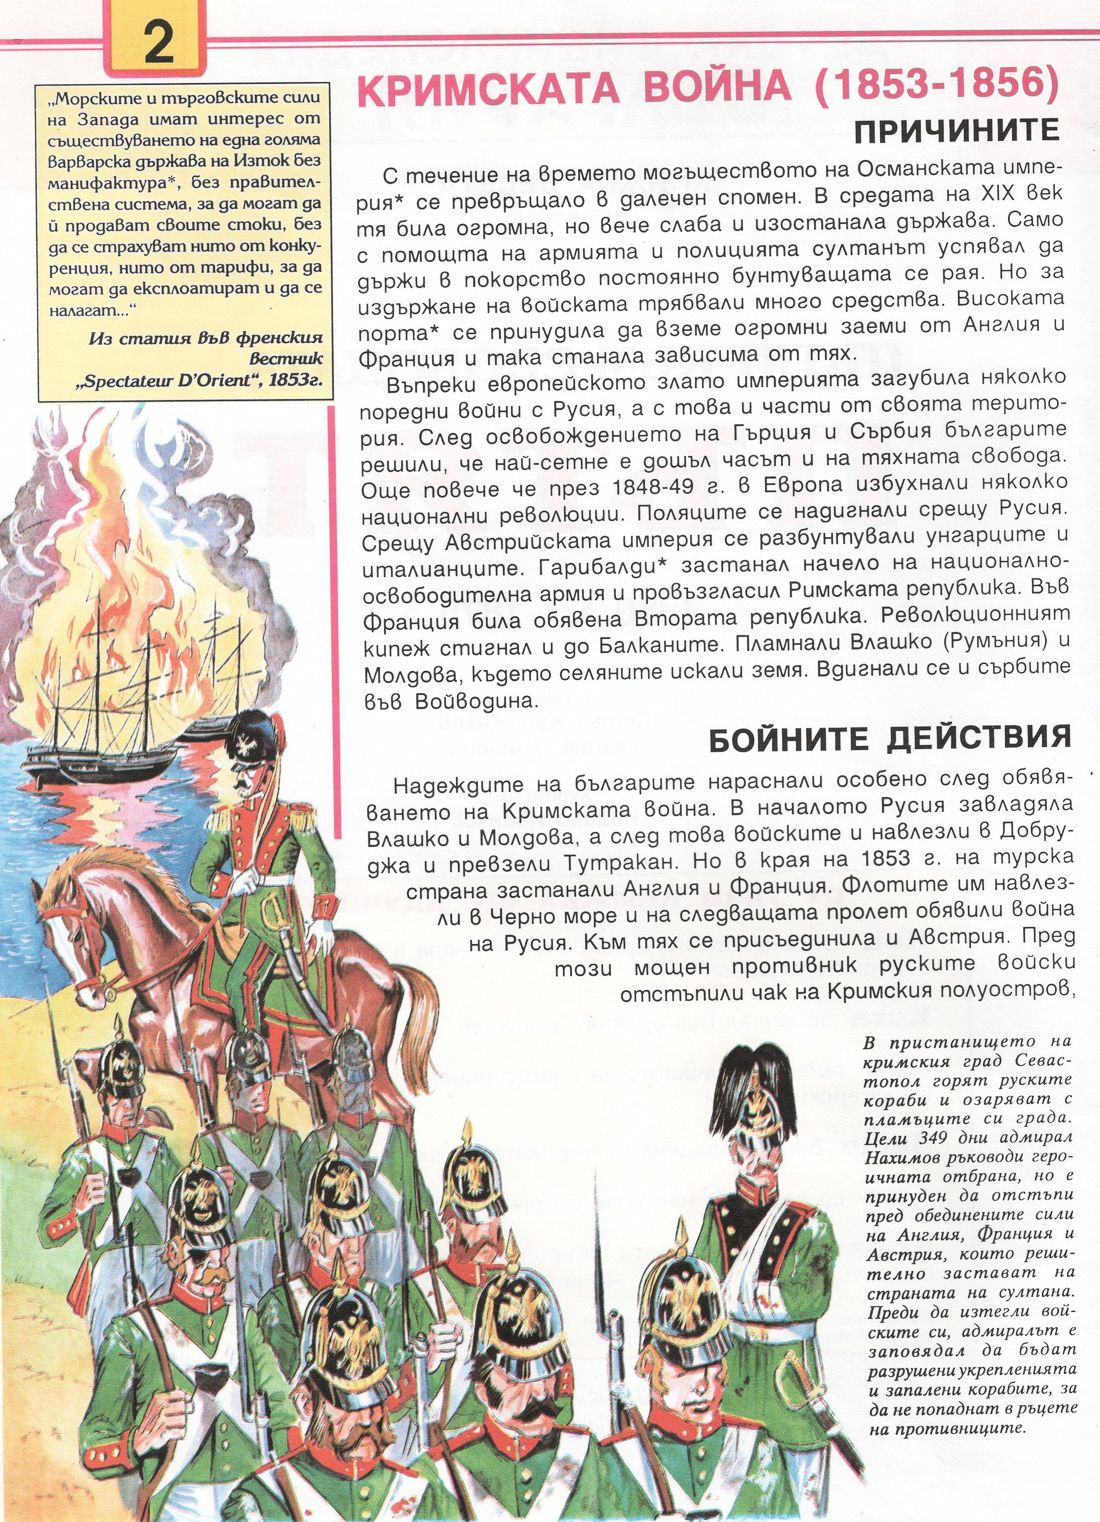 2
„Морските и търговските сили
на Запада имат интерес от
съществуването на една голяма
варварска държава на Изток без
манифактура*, без правител-
ствена система, за да могат да
й продават своите стоки, без
да се страхуват нито от конку-
ренция, нито от тарифи, за да
могат да експлоатират и да се
налагат...“
Из статия във френския
вестник
„Spectateur D'Orient“, 1853г.
КРИМСКАТА ВОЙНА (1853-1856)
ПРИЧИНИТЕ
С течение на времето могъществото на Османската импе-
рия* се превръщало в далечен спомен. В средата на XIX век
тя била огромна, но вече слаба и изостанала държава. Само
с помощта на армията и полицията султанът успявал да
държи в покорство постоянно бунтуващата се рая. Но за
издържане на войската трябвали много средства. Високата
порта* се принудила да вземе огромни заеми от Англия и
Франция и така станала зависима от тях.
Въпреки европейското злато империята загубила няколко
поредни войни с Русия, а с това и части от своята терито-
рия. След освобождението на Гърция и Сърбия българите
решили, че най-сетне е дошъл часът и на тяхната свобода.
Още повече че през 1848-49 г. в Европа избухнали няколко
национални революции. Поляците се надигнали срещу Русия.
Срещу Австрийската империя се разбунтували унгарците и
италианците. Гарибалди* застанал начело на национално-
освободителна армия и провъзгласил Римската република. Във
Франция била обявена Втората република. Революционният
кипеж стигнал и до Балканите. Пламнали Влашко (Румъния) и
Молдова, където селяните искали земя. Вдигнали се и сърбите
във Войводина.
БОЙНИТЕ ДЕЙСТВИЯ
Надеждите на българите нараснали особено след обявя-
ването на Кримската война. В началото Русия завладяла
Влашко и Молдова, а след това войските и навлезли в Добру-
джа и превзели Тутракан. Но в края на 1853 г. на турска
страна застанали Англия и Франция. Флотите им навлез-
ли в Черно море и на следващата пролет обявили война
на Русия. Към тях се присъединила и Австрия. Пред
този мощен противник руските войски
отстъпили чак на Кримския полуостров,
В пристанището на
кримския град Севас-
топол горят руските
кораби и озаряват с
пламъците си града.
Цели 349 дни адмирал
Нахимов ръководи геро-
ичната отбрана, но е
принуден да отстъпи
пред обединените сили
на Англия, Франция и
Австрия, които реши-
телно застават на
страната на султана.
Преди да изтегли вой-
ските си, адмиралът е
заповядал да бъдат
разрушени укрепленията
и запалени корабите, за
да не попаднат в ръцете
на противниците.